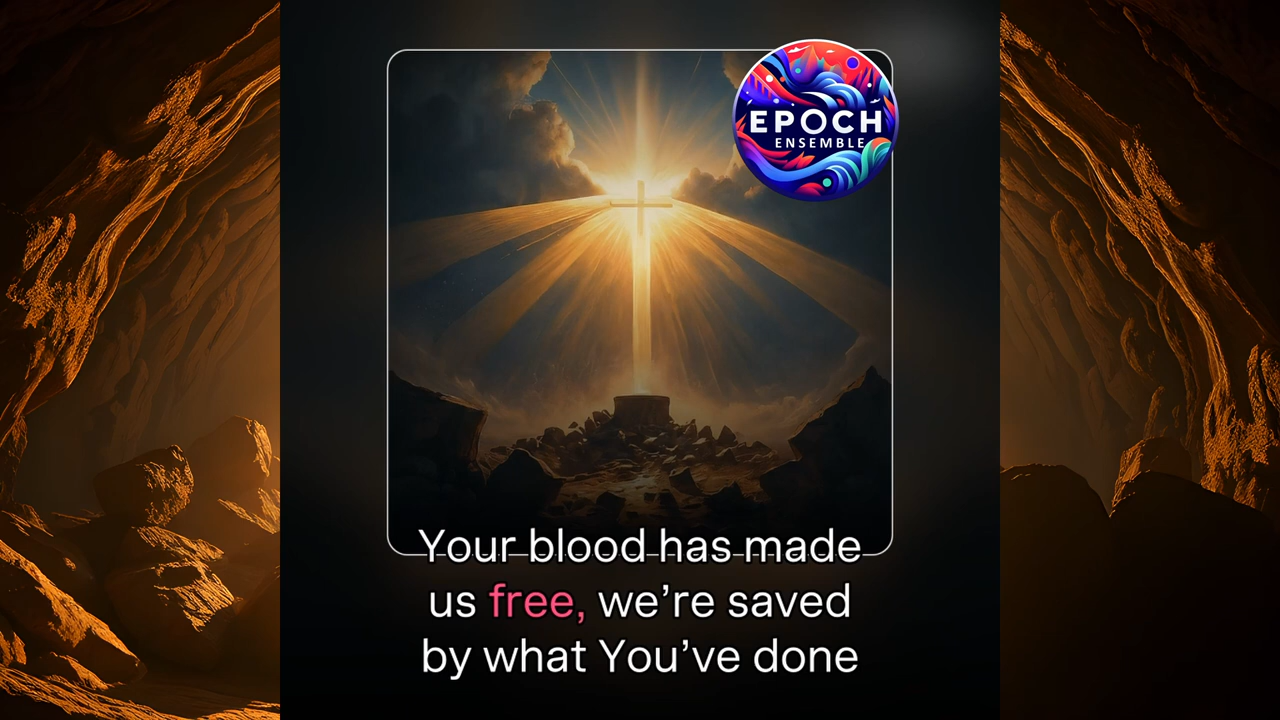 EPOCH
ENSEMBLE
Your blood has made
us free, we’re saved
by what You’ve done